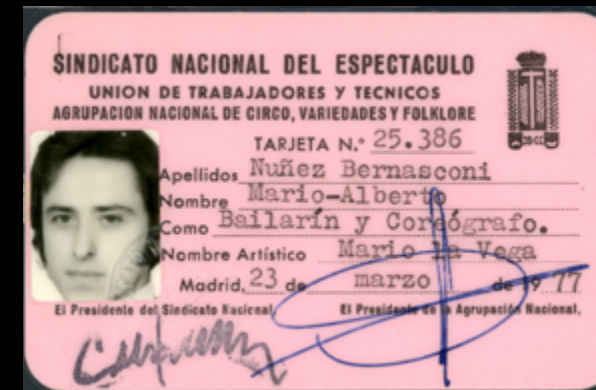 SINDICATO NACIONAL DEL ESPECTACULO
UNION DE TRABAJADORES Y TECNICOS
AGRUPACION NACIONAL DE CIRCO, VARIEDADES Y FOLKLORE
TARJETA N.º 25.386
Apellidos Nuñez Bernasconi
Nombre Mario-Alberto
Como Bailarín y Coreógrafo.
Nombre Artístico Mario la Vega
Madrid, 23 de marzo de 1977
El Presidente del Sindicato Nacional, El Presidente de la Agrupación Nacional,